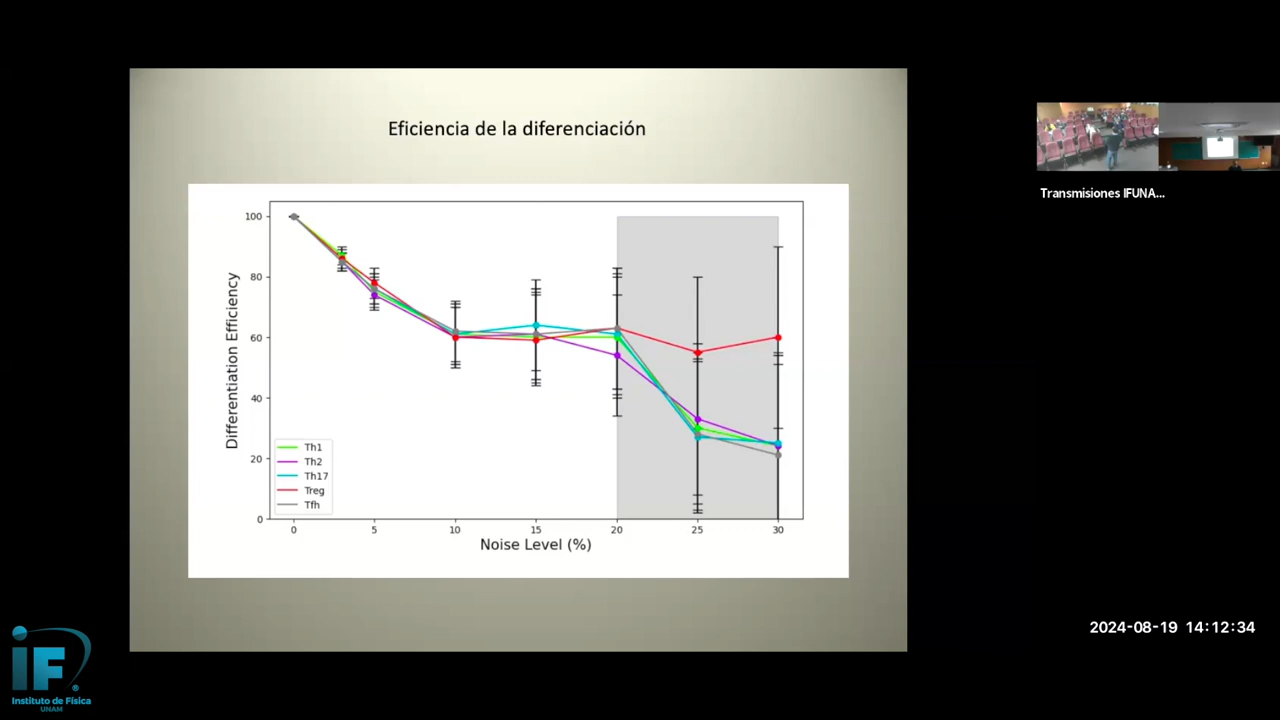 Eficiencia de la diferenciación
100
80
60
40
20
0
Differentiation Efficiency
Th1
Th2
Th17
Treg
Tfh
0 5 10 15 20 25 30
Noise Level (%)
Transmisiones IFUNA...
2024-08-19 14:12:34
iF
Instituto de Física
UNAM